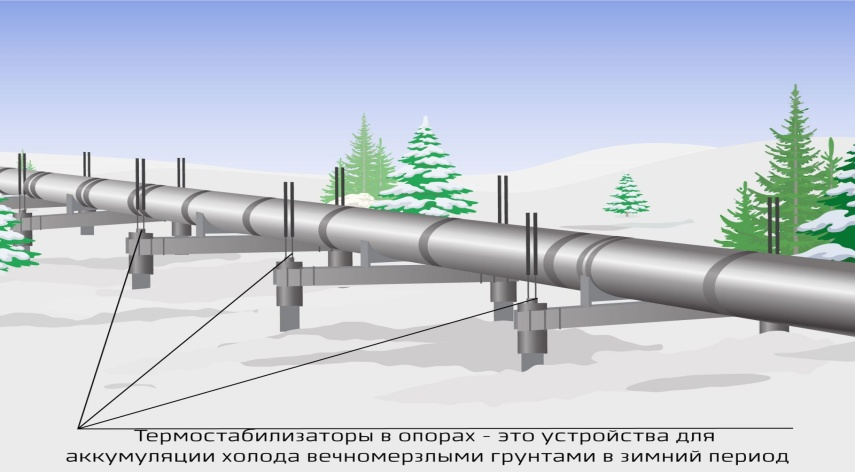 Термостабилизаторы в опорах - это устройства для
аккумуляции холода вечномерзлыми грунтами в зимний период